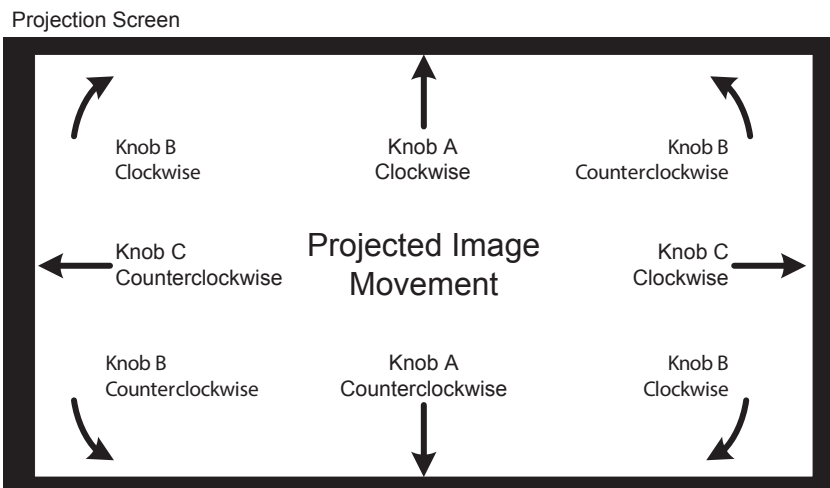 Projection Screen
Knob B
Clockwise
Knob A
Clockwise
Knob B
Counterclockwise
Knob C
Counterclockwise
Projected Image
Movement
Knob C
Clockwise
Knob B
Counterclockwise
Knob A
Counterclockwise
Knob B
Clockwise